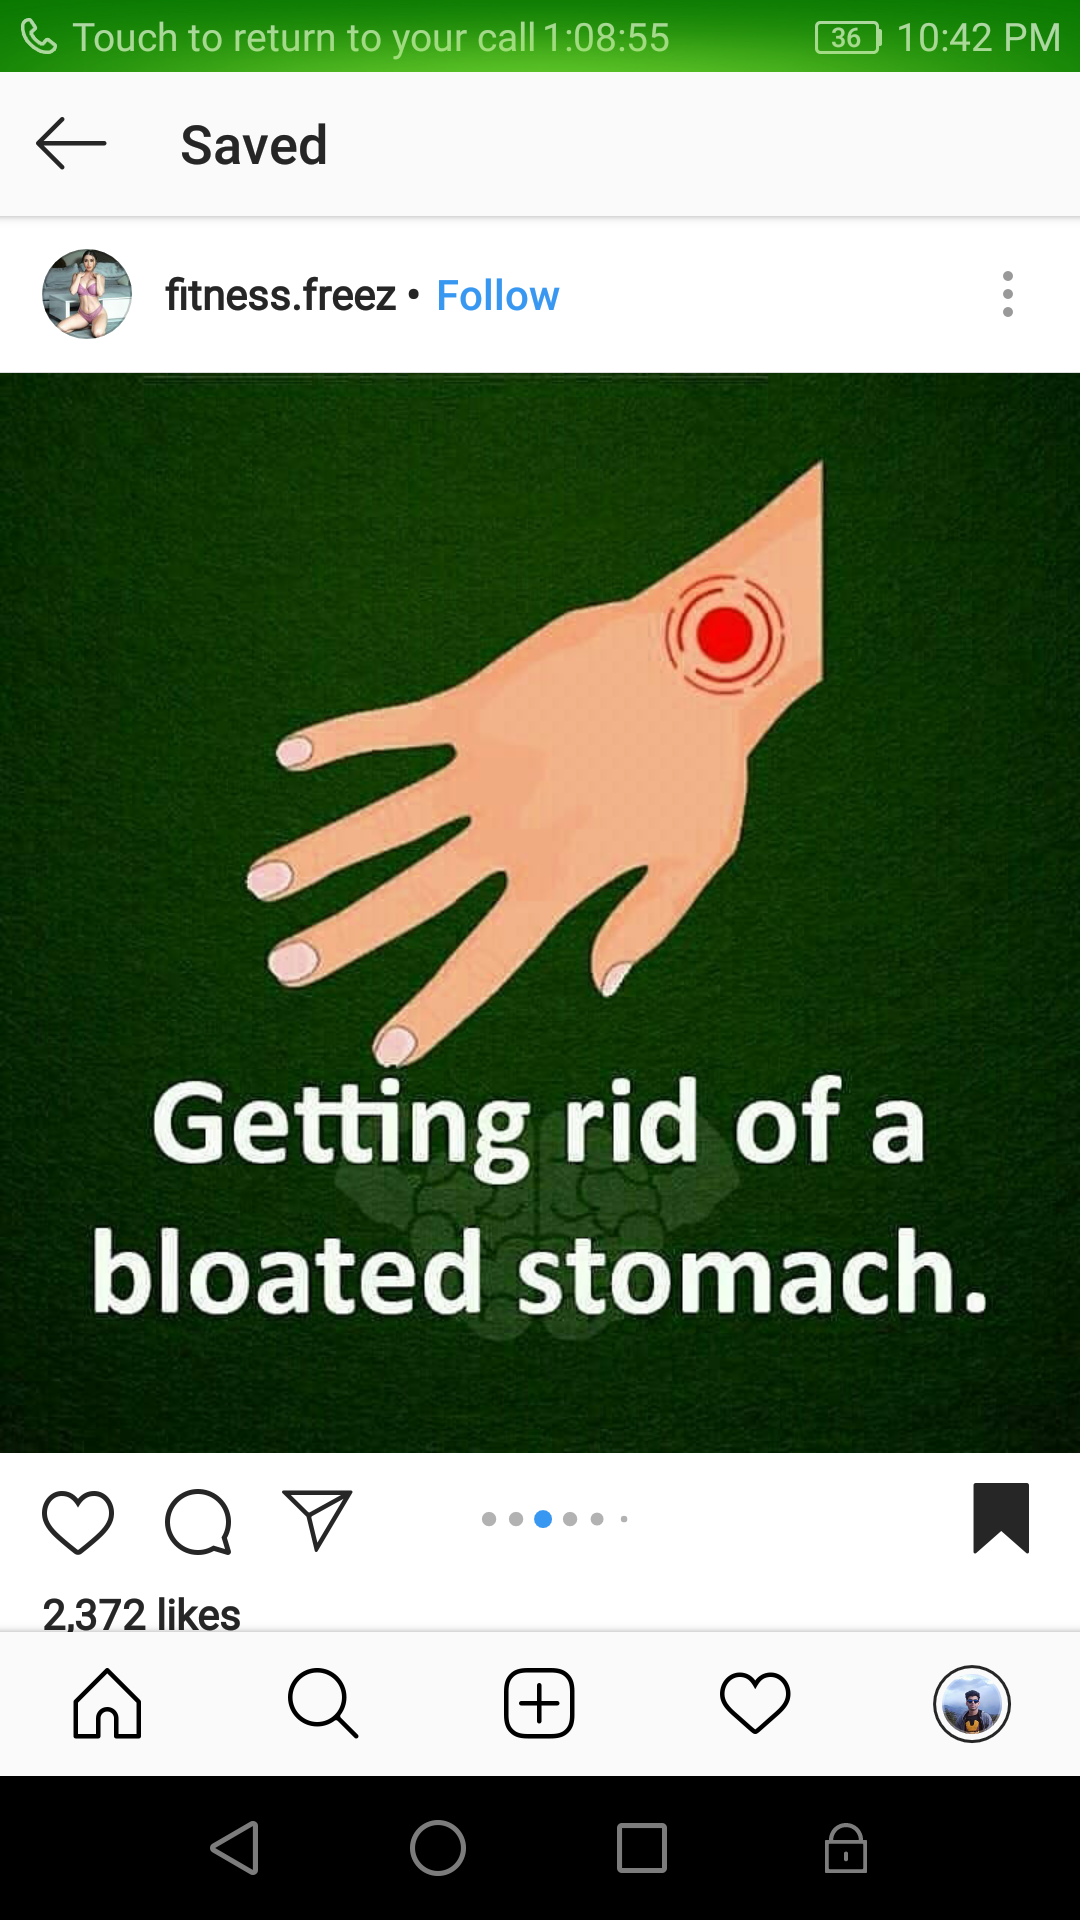 Touch to return to your call 1:08:55 36 10:42 PM
Saved
fitness.freez • Follow
Getting rid of a
bloated stomach.
2,372 likes